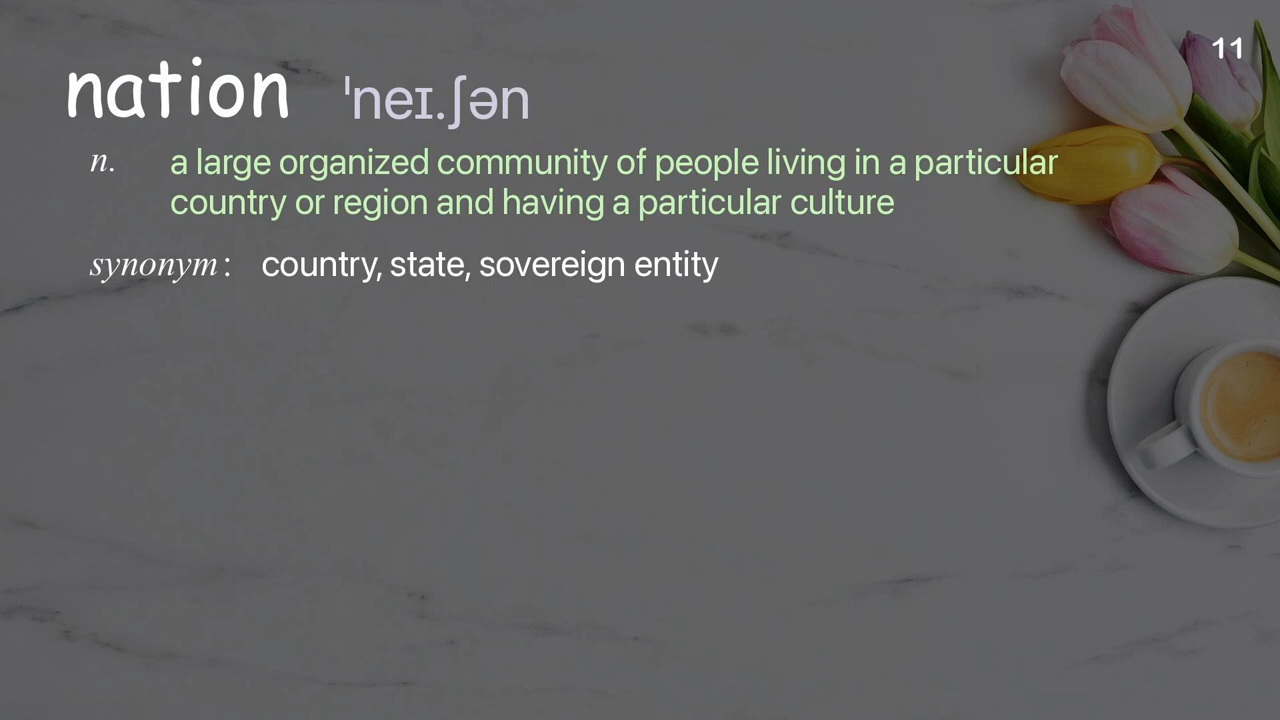 11
nation ˈneɪ.ʃən
n. a large organized community of people living in a particular
country or region and having a particular culture
synonym: country, state, sovereign entity